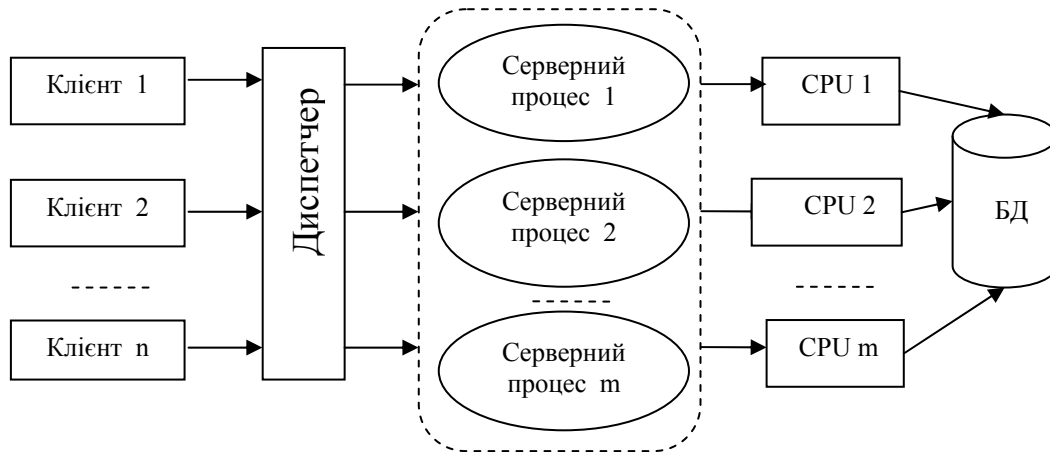 Клієнт 1
Клієнт 2
Клієнт n
Диспетчер
Серверний
процес 1
Серверний
процес 2
Серверний
процес m
CPU 1
CPU 2
CPU m
БД